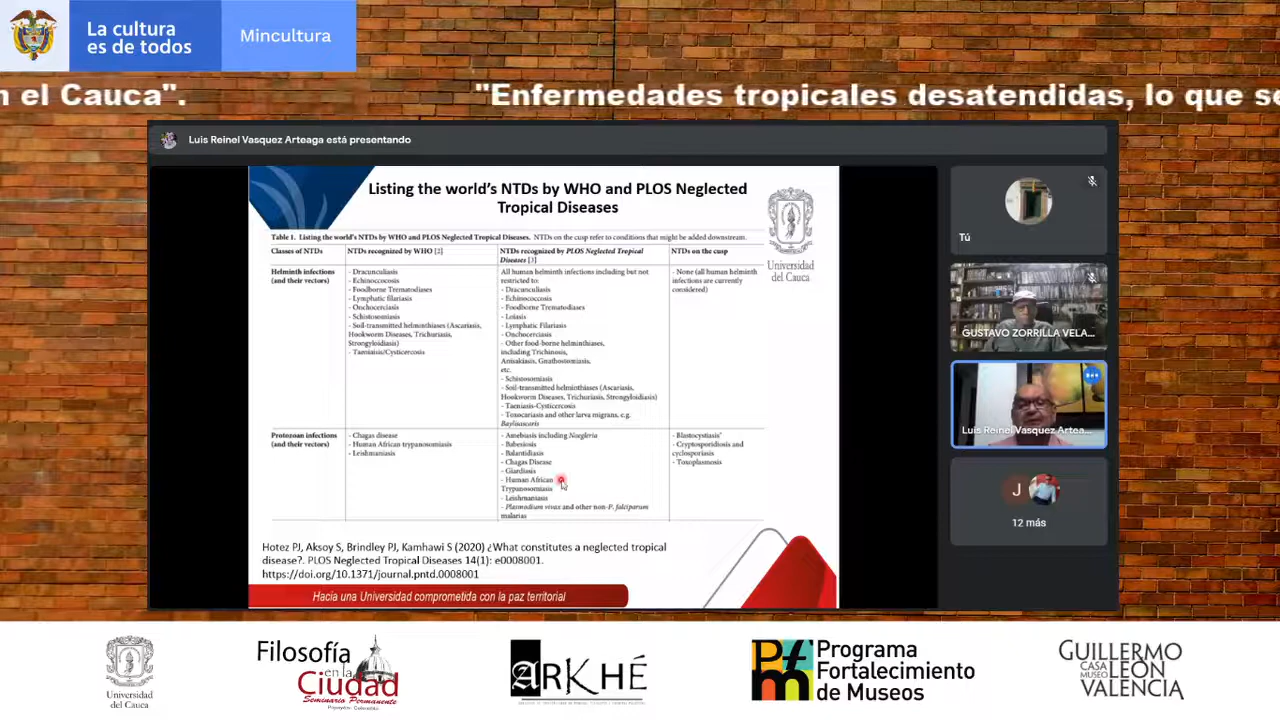 La cultura
es de todos
Mincultura
n el Cauca".
"Enfermedades tropicales desatendidas, lo que se
Luis Reinel Vasquez Arteaga está presentando
Listing the world's NTDs by WHO and PLOS Neglected
Tropical Diseases
Universidad
del Cauca
Table 1. Listing the world's NTDs by WHO and PLOS Neglected Tropical Diseases. NTDs on the cusp refer to conditions that might be added downstream.
Classes of NTDs
NTDs recognized by WHO [2]
NTDs recognized by PLOS Neglected Tropical
Diseases [3]
NTDs on the cusp
Helminth infections
(and their vectors)
- Dracunculiasis
- Echinococcosis
- Foodborne Trematodiases
- Lymphatic filariasis
- Onchocerciasis
- Schistosomiasis
- Soil-transmitted helminthiases (Ascariasis,
Hookworm Diseases, Trichuriasis,
Strongyloidiasis)
- Taeniaisis/Cysticercosis
All human helminth infections including but not
restricted to:
- Dracunculiasis
- Echinococcosis
- Foodborne Trematodiases
- Loiasis
- Lymphatic Filariasis
- Onchocerciasis
- Other food-borne helminthiases,
including Trichinosis,
Anisakiasis, Gnathostomiasis,
etc.
- Schistosomiasis
- Soil-transmitted helminthiases (Ascariasis,
Hookworm Diseases, Trichuriasis, Strongyloidiasis)
- Taeniasis-Cysticercosis
- Toxocariasis and other larva migrans, e.g.
Baylisascaris
- None (all human helminth
infections are currently
considered)
Protozoan infections
(and their vectors)
- Chagas disease
- Human African trypanosomiasis
- Leishmaniasis
- Amebiasis including Naegleria
- Babesiosis
- Balantidiasis
- Chagas Disease
- Giardiasis
- Human African
Trypanosomiasis
- Leishmaniasis
- Plasmodium vivax and other non-P. falciparum
malarias
- Blastocystiasis*
- Cryptosporidiosis and
cyclosporiasis
- Toxoplasmosis
Hotez PJ, Aksoy S, Brindley PJ, Kamhawi S (2020) ¿What constitutes a neglected tropical
disease?. PLOS Neglected Tropical Diseases 14(1): e0008001.
https://doi.org/10.1371/journal.pntd.0008001
Hacia una Universidad comprometida con la paz territorial
Tú
GUSTAVO ZORRILLA VELA...
Luis Reinel Vasquez Artea...
J
12 más
Universidad
del Cauca
Filosofía
en la
Ciudad
Seminario Permanente
Popayán Colombia
ARKHÉ
Pfm
Programa
Fortalecimiento
de Museos
GUILLERMO
CASA MUSEO LEÓN
VALENCIA